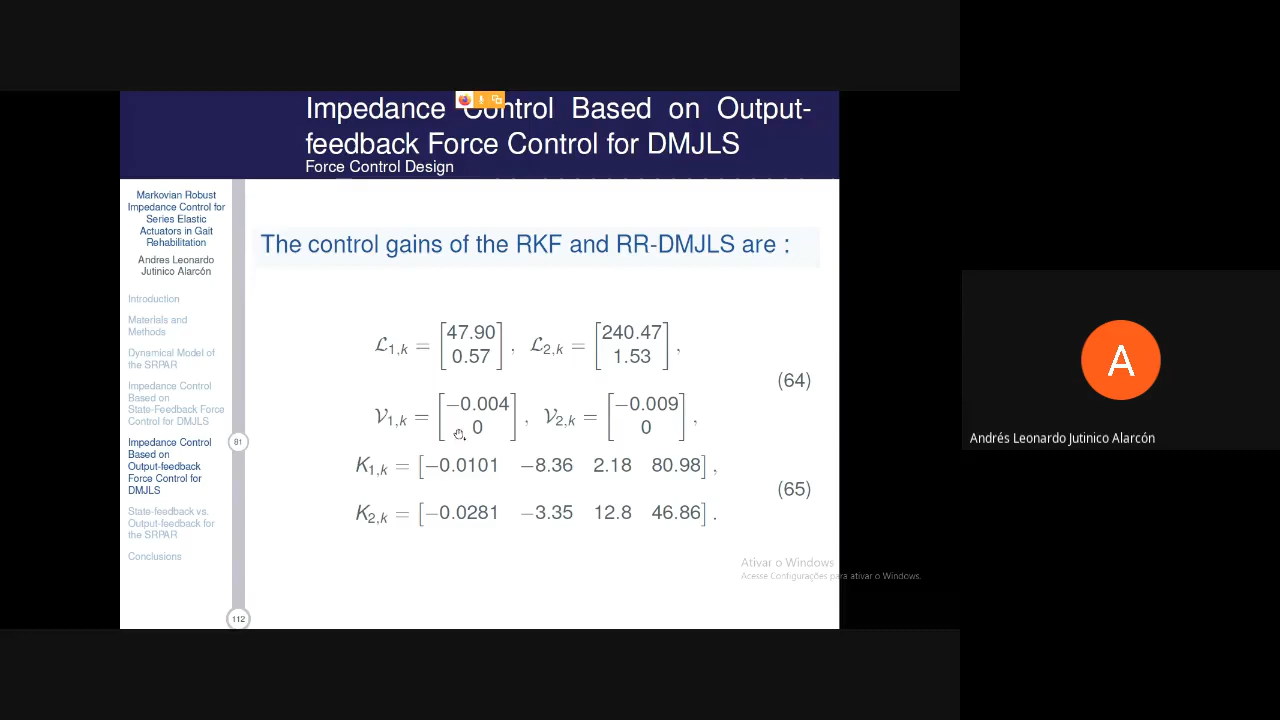 Impedance Control Based on Output-
feedback Force Control for DMJLS
Force Control Design
Markovian Robust
Impedance Control for
Series Elastic
Actuators in Gait
Rehabilitation
Andres Leonardo
Jutinico Alarcón
Introduction
Materials and
Methods
Dynamical Model of
the SRPAR
Impedance Control
Based on
State-Feedback Force
Control for DMJLS
Impedance Control
Based on
Output-feedback
Force Control for
DMJLS
State-feedback vs.
Output-feedback for
the SRPAR
Conclusions
81
112
The control gains of the RKF and RR-DMJLS are :
ℒ1,k = [47.90 0.57], ℒ2,k = [240.47 1.53],
(64)
𝒱1,k = [−0.004 0], 𝒱2,k = [−0.009 0],
K1,k = [−0.0101 −8.36 2.18 80.98],
(65)
K2,k = [−0.0281 −3.35 12.8 46.86].
Ativar o Windows
Acesse Configurações para ativar o Windows.
A
Andrés Leonardo Jutinico Alarcón